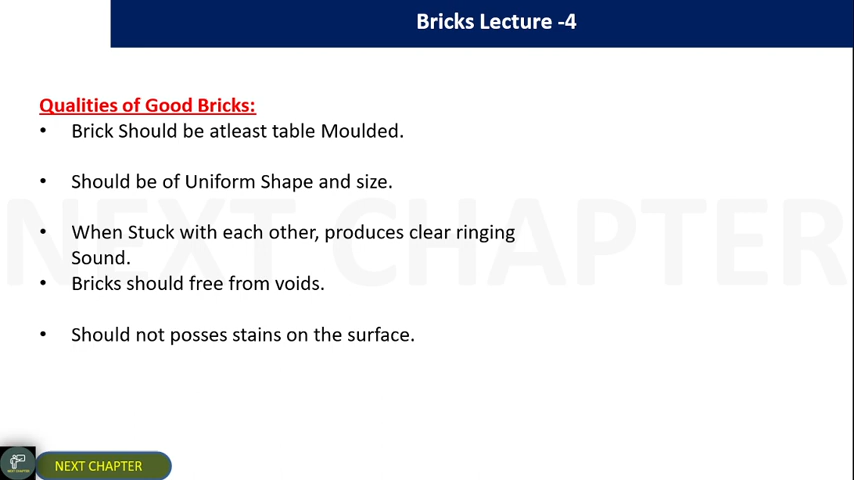 Bricks Lecture -4
Qualities of Good Bricks:
• Brick Should be atleast table Moulded.
• Should be of Uniform Shape and size.
• When Stuck with each other, produces clear ringing
Sound.
• Bricks should free from voids.
• Should not posses stains on the surface.
NEXT CHAPTER
NEXT CHAPTER
NEXT CHAPTER